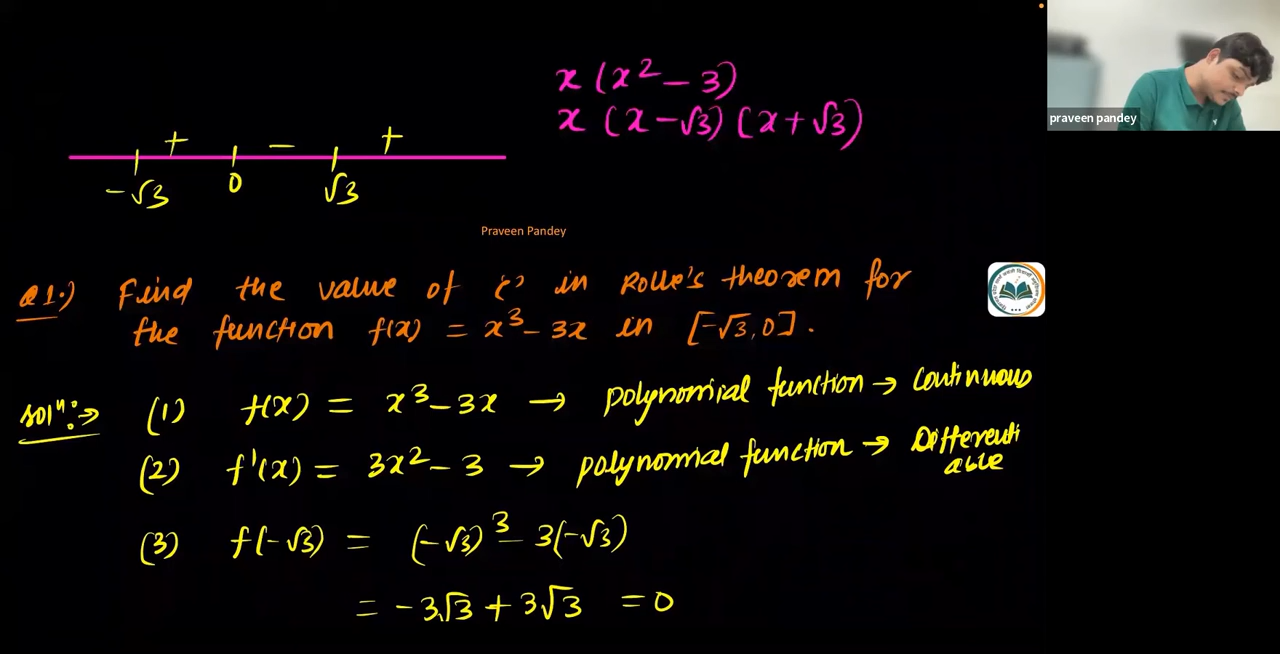 x(x² - 3)
x (x - √3) (x + √3)
praveen pandey
+ - +
-√3 0 √3
Praveen Pandey
Q1.) Find the value of 'c' in Rolle's theorem for
the function f(x) = x³ - 3x in [-√3, 0].
Solⁿ:→ (1) f(x) = x³ - 3x → polynomial function → continuous
(2) f'(x) = 3x² - 3 → polynomial function → Differenti
able
(3) f(-√3) = (-√3)³ - 3(-√3)
= -3√3 + 3√3 = 0